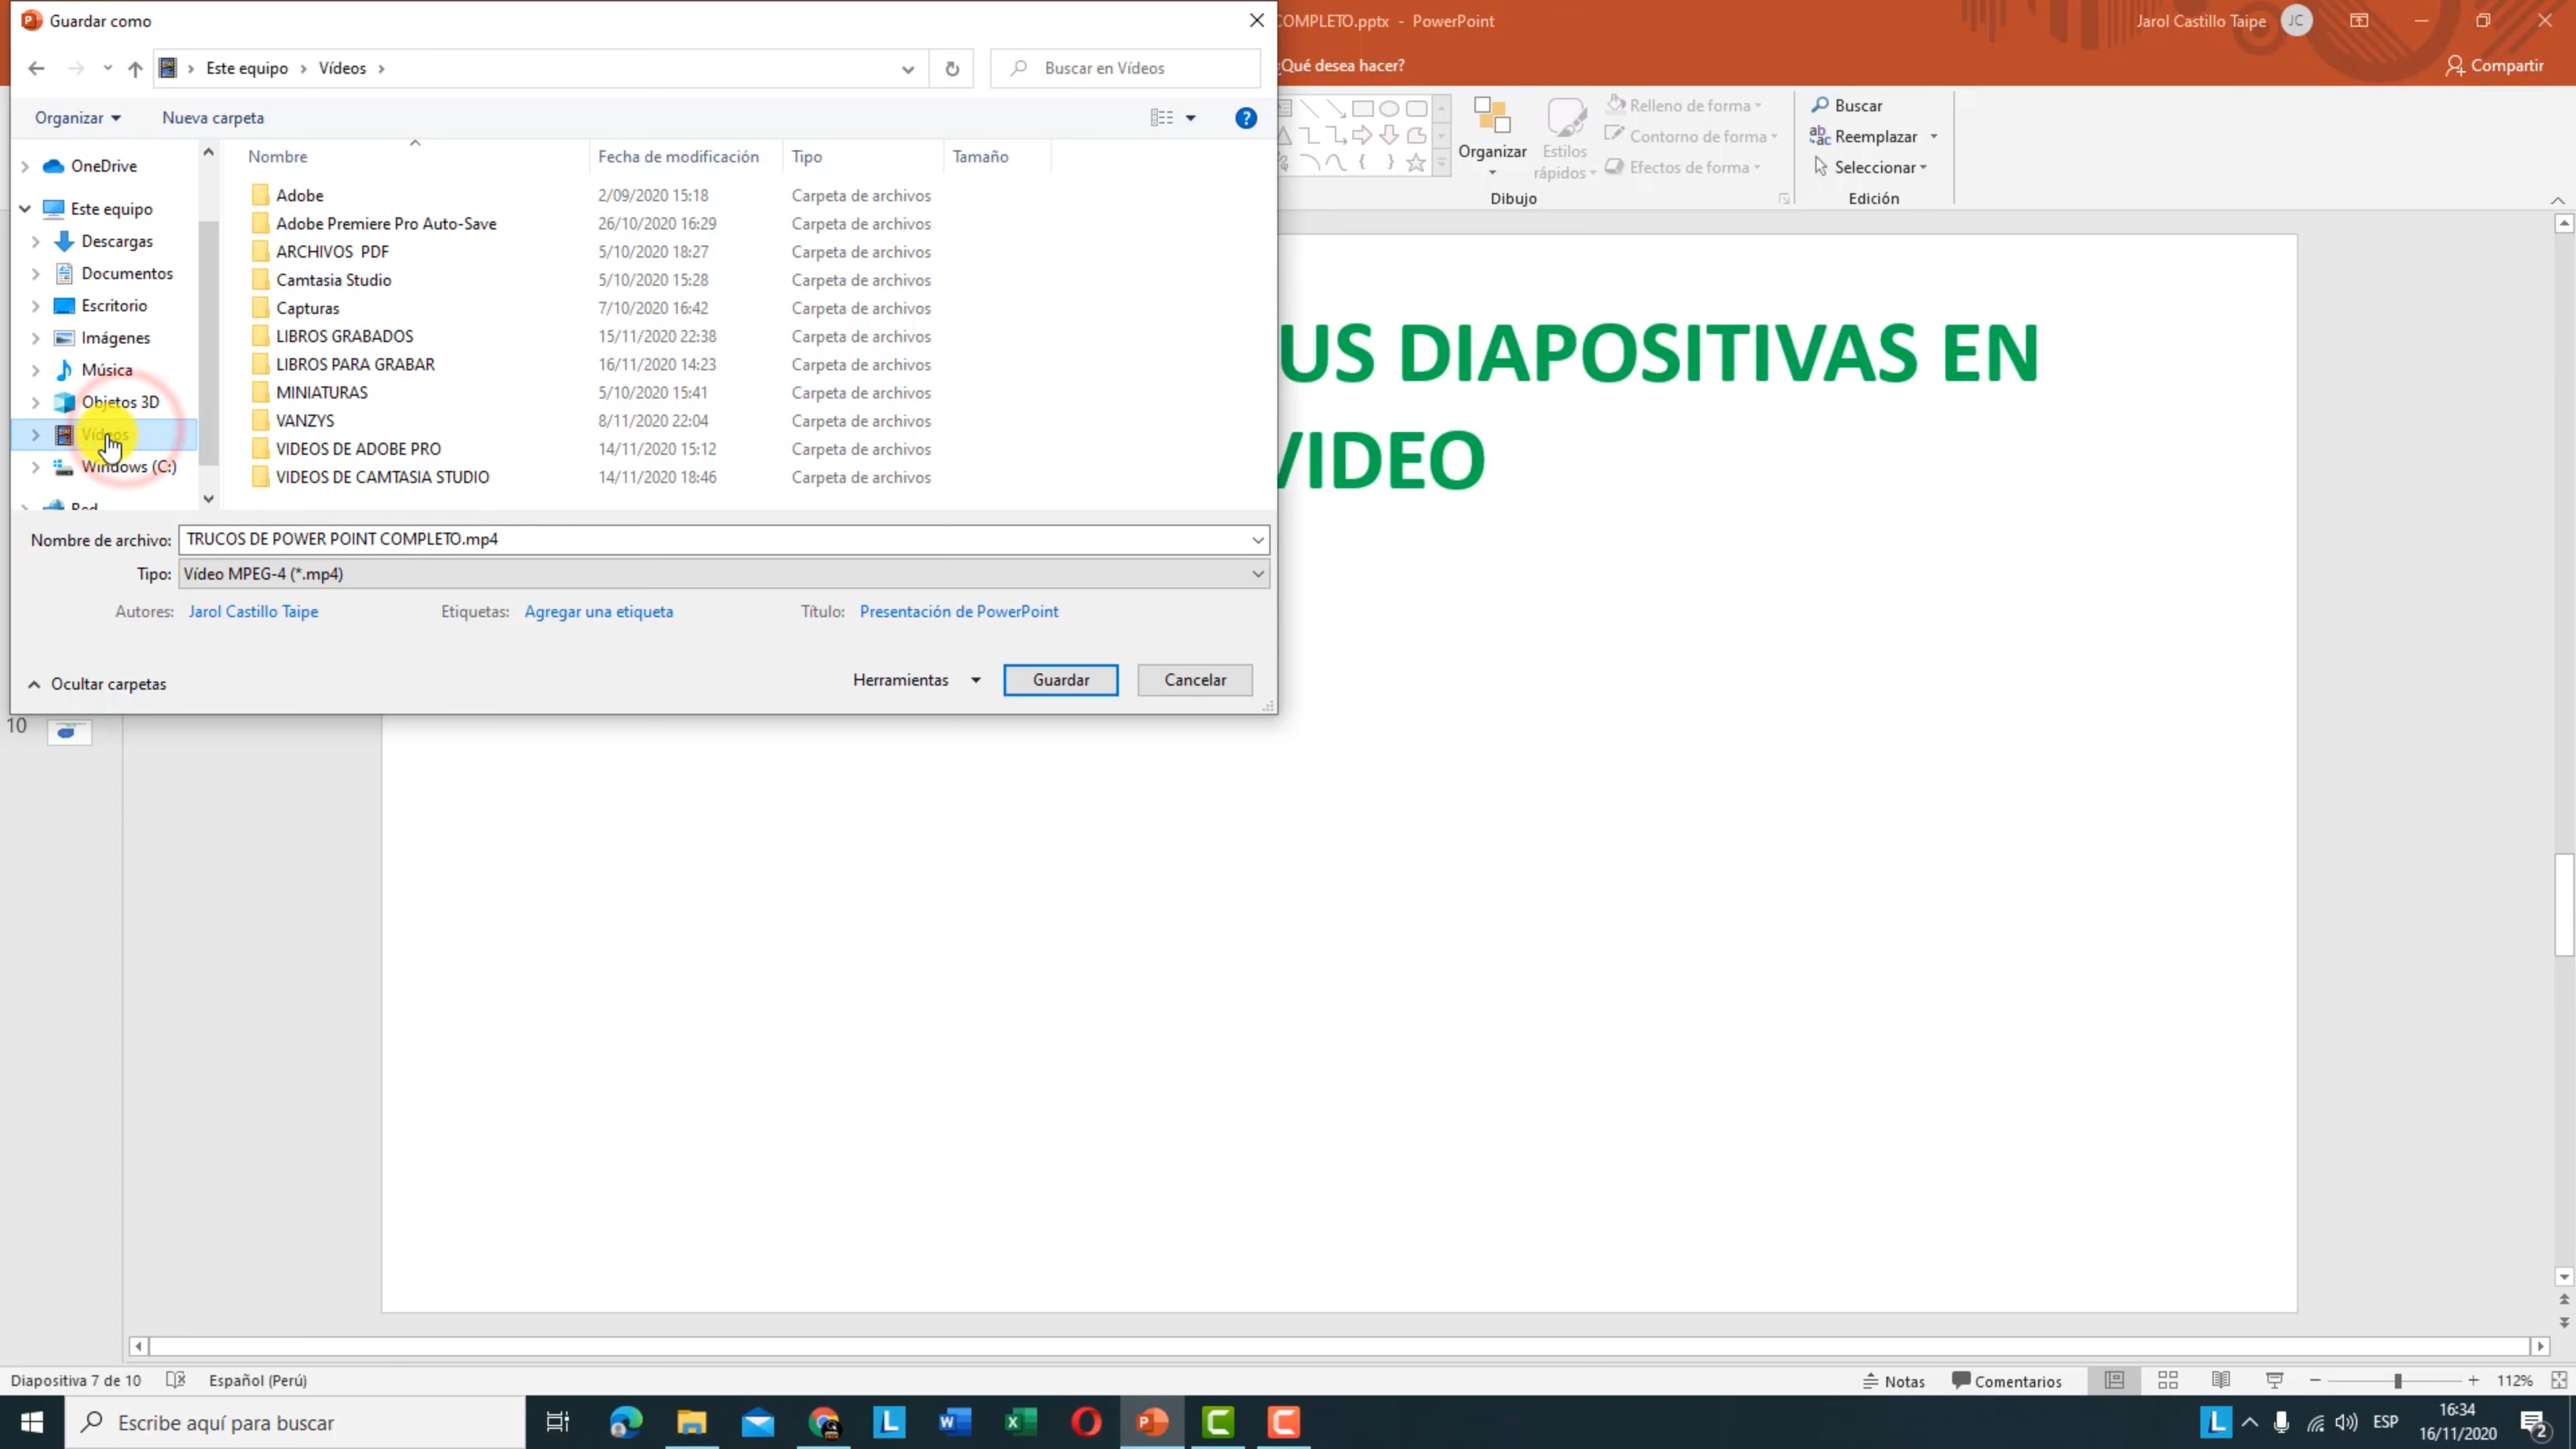 Guardar como
COMPLETO.pptx - PowerPoint
Jarol Castillo Taipe
JC
Este equipo
Vídeos
Buscar en Vídeos
¿Qué desea hacer?
Compartir
Organizar
Nueva carpeta
Nombre
Fecha de modificación
Tipo
Tamaño
OneDrive
Este equipo
Descargas
Documentos
Escritorio
Imágenes
Música
Objetos 3D
Vídeos
Windows (C:)
Red
Adobe 2/09/2020 15:18 Carpeta de archivos
Adobe Premiere Pro Auto-Save 26/10/2020 16:29 Carpeta de archivos
ARCHIVOS PDF 5/10/2020 18:27 Carpeta de archivos
Camtasia Studio 5/10/2020 15:28 Carpeta de archivos
Capturas 7/10/2020 16:42 Carpeta de archivos
LIBROS GRABADOS 15/11/2020 22:38 Carpeta de archivos
LIBROS PARA GRABAR 16/11/2020 14:23 Carpeta de archivos
MINIATURAS 5/10/2020 15:41 Carpeta de archivos
VANZYS 8/11/2020 22:04 Carpeta de archivos
VIDEOS DE ADOBE PRO 14/11/2020 15:12 Carpeta de archivos
VIDEOS DE CAMTASIA STUDIO 14/11/2020 18:46 Carpeta de archivos
Nombre de archivo: TRUCOS DE POWER POINT COMPLETO.mp4
Tipo: Vídeo MPEG-4 (*.mp4)
Autores: Jarol Castillo Taipe
Etiquetas: Agregar una etiqueta
Título: Presentación de PowerPoint
Ocultar carpetas
Herramientas
Guardar
Cancelar
Organizar
Estilos
rápidos
Relleno de forma
Contorno de forma
Efectos de forma
Dibujo
Buscar
Reemplazar
Seleccionar
Edición
US DIAPOSITIVAS EN
VIDEO
10
Diapositiva 7 de 10
Español (Perú)
Notas
Comentarios
112%
Escribe aquí para buscar
ESP
16:34
16/11/2020
2